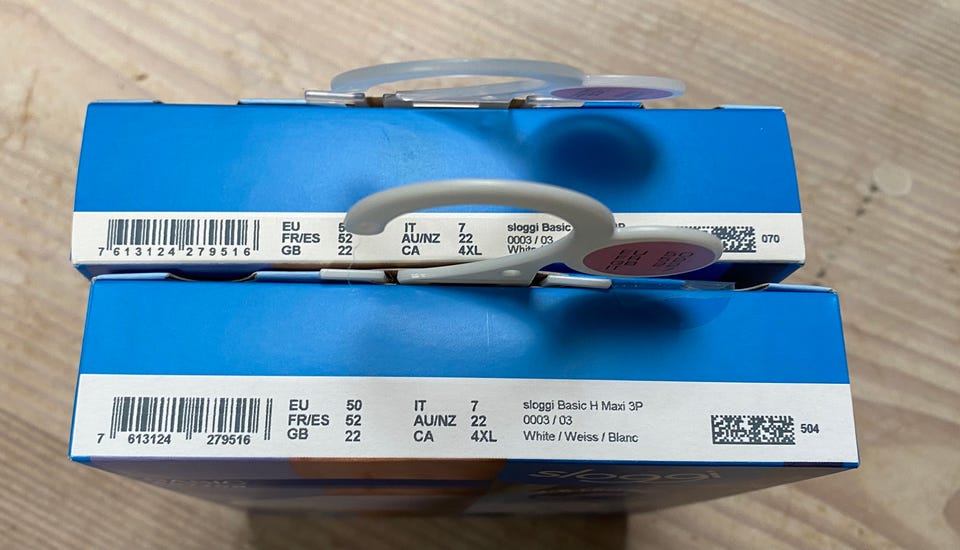 EU 5 IT 7 sloggi Basic
FR/ES 52 AU/NZ 22 0003 / 03
GB 22 CA 4XL White
7 613124 279516
070
EU 50 IT 7 sloggi Basic H Maxi 3P
FR/ES 52 AU/NZ 22 0003 / 03
GB 22 CA 4XL White / Weiss / Blanc
7 613124 279516
504
sloggi